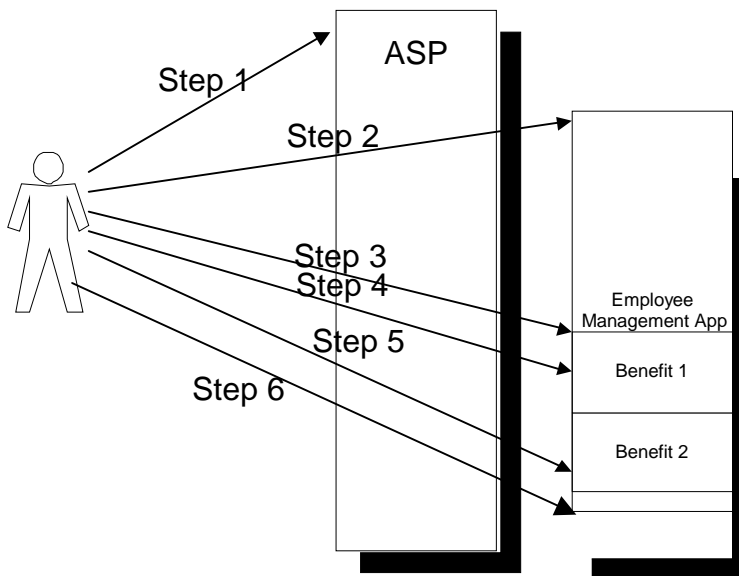 ASP
Step 1
Step 2
Step 3
Step 4
Employee
Management App
Step 5
Benefit 1
Step 6
Benefit 2